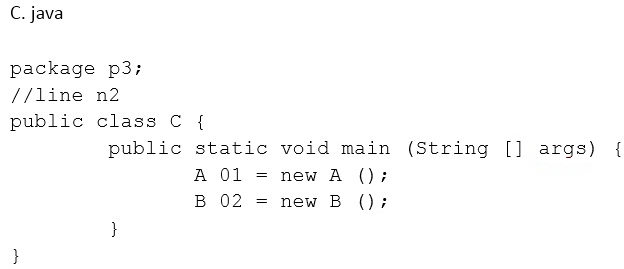 C. java
package p3;
//line n2
public class C {
public static void main (String [] args) {
A 01 = new A ();
B 02 = new B ();
}
}